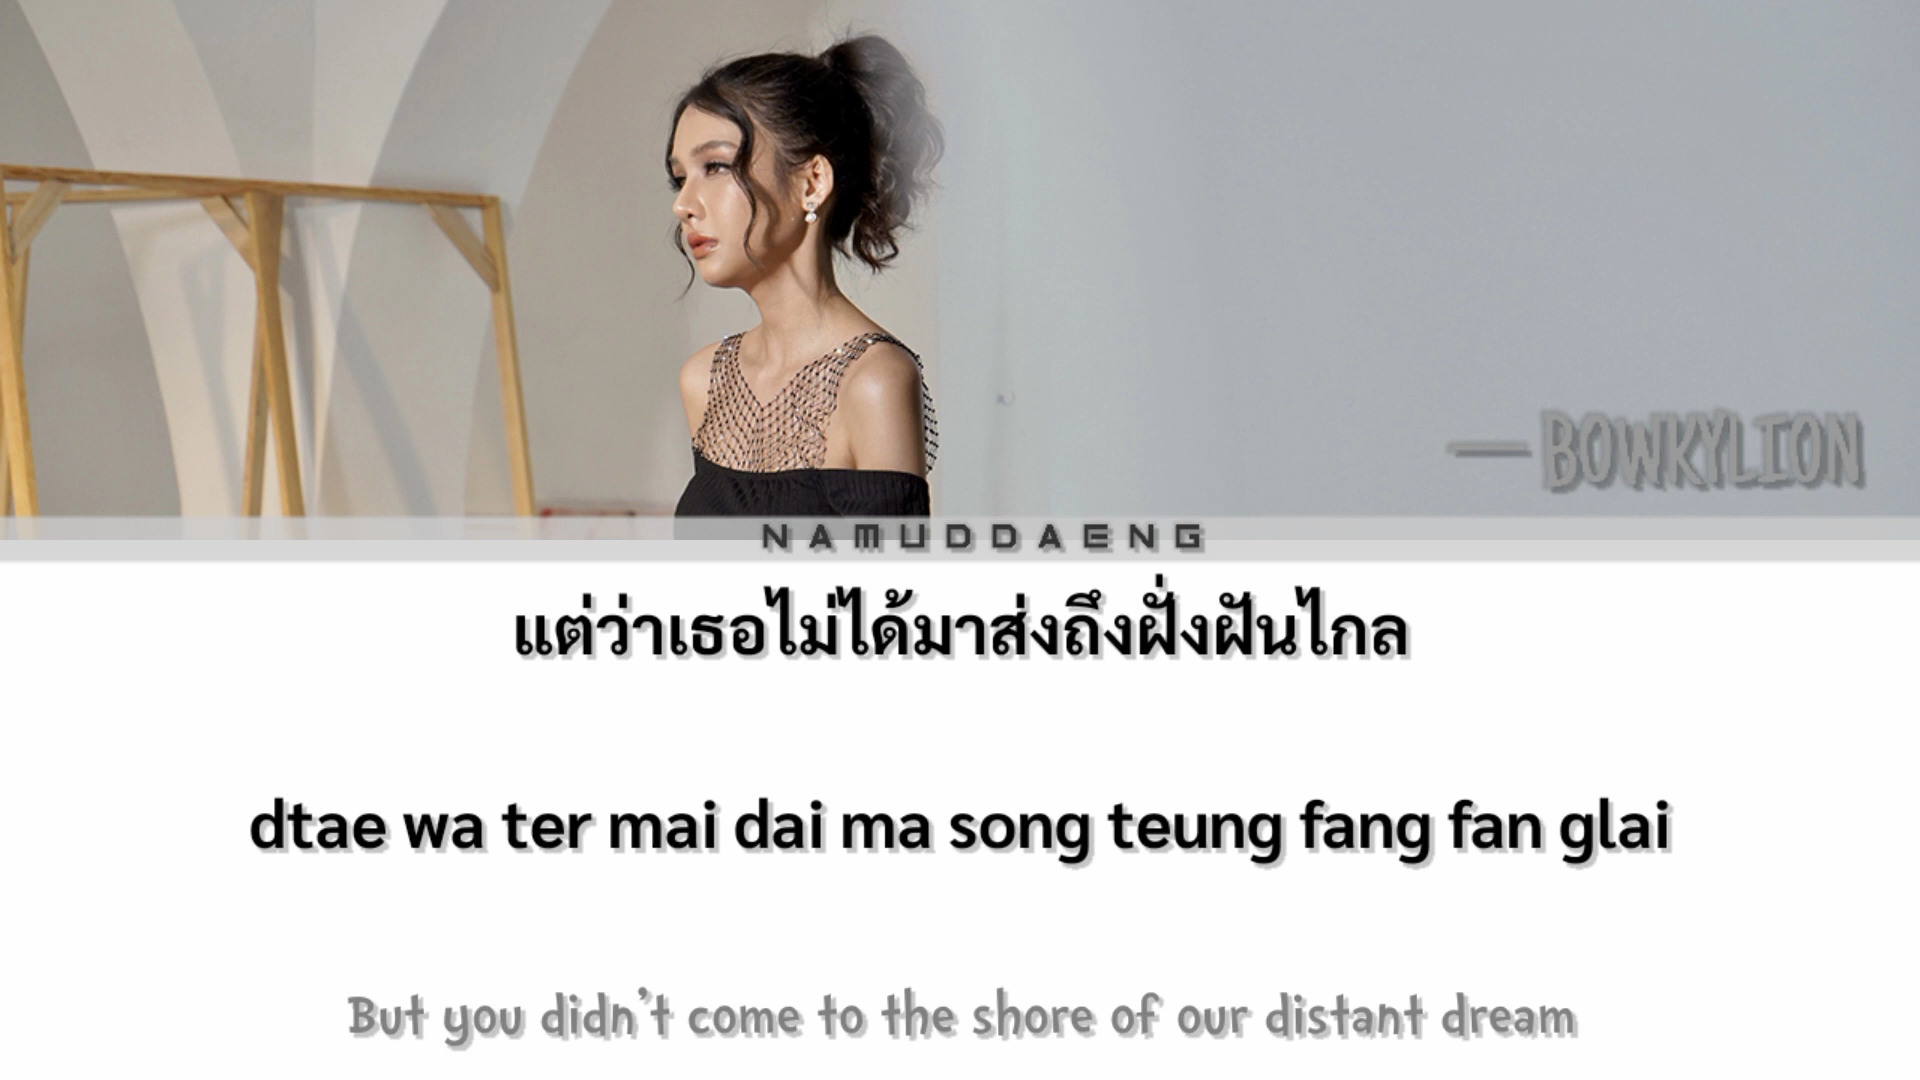 — BOWKYLION
NAMUDDAENG
แต่ว่าเธอไม่ได้มาส่งถึงฝั่งฝันไกล
dtae wa ter mai dai ma song teung fang fan glai
But you didn't come to the shore of our distant dream